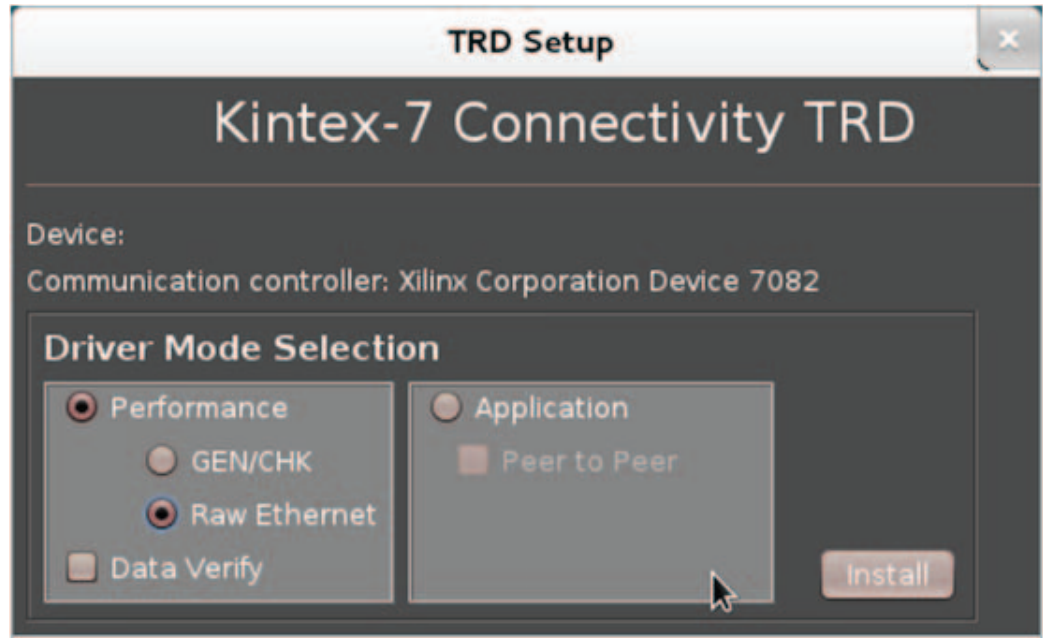 TRD Setup
Kintex-7 Connectivity TRD
Device:
Communication controller: Xilinx Corporation Device 7082
Driver Mode Selection
Performance
GEN/CHK
Raw Ethernet
Data Verify
Application
Peer to Peer
Install